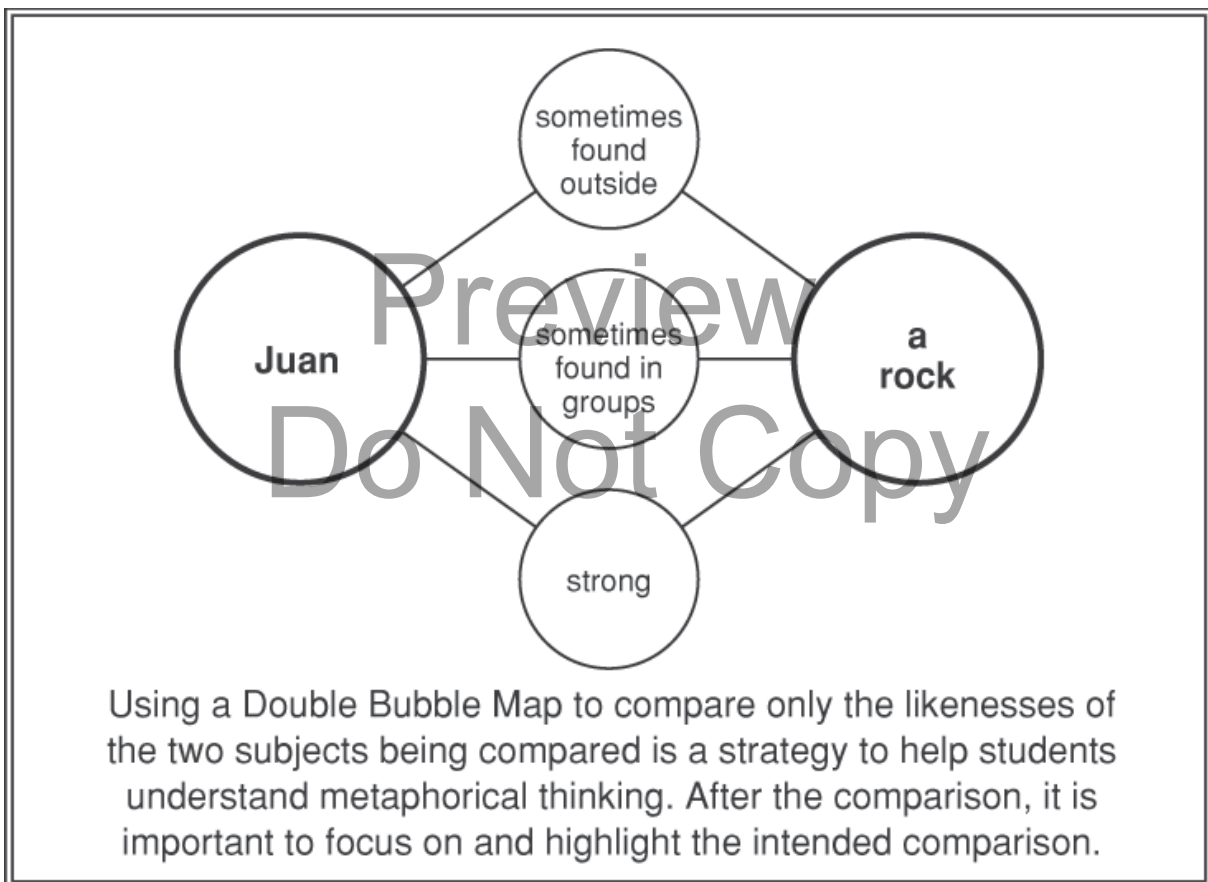 sometimes
found
outside
Preview
Juan
sometimes
found in
groups
a
rock
Do Not Copy
strong
Using a Double Bubble Map to compare only the likenesses of
the two subjects being compared is a strategy to help students
understand metaphorical thinking. After the comparison, it is
important to focus on and highlight the intended comparison.